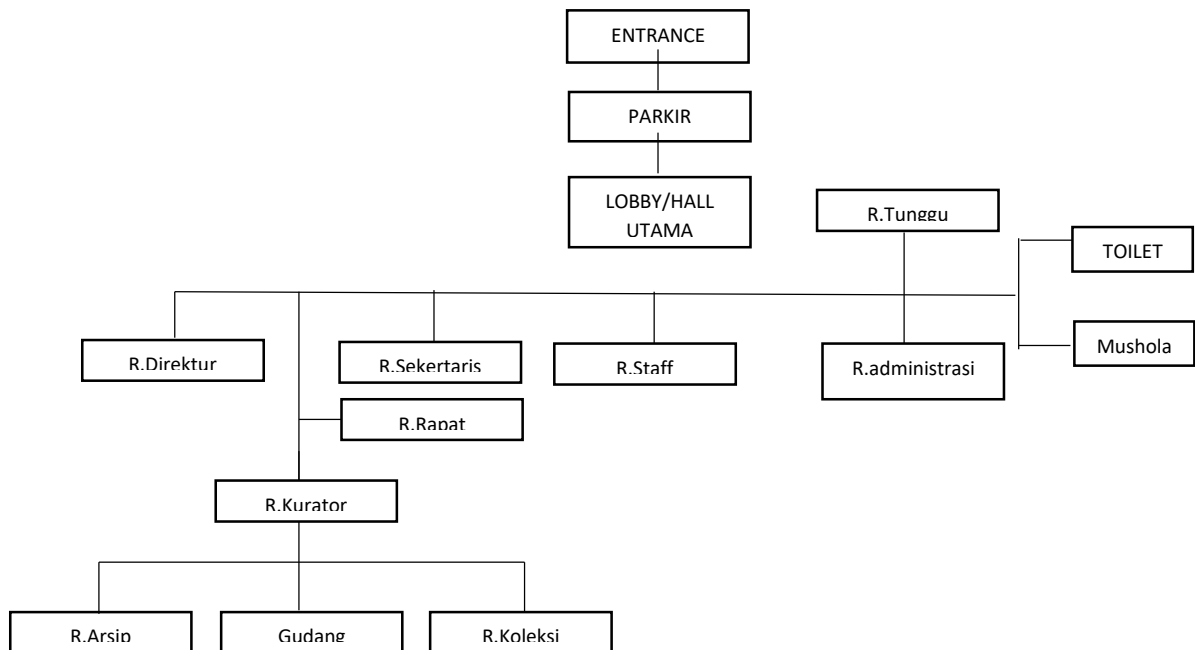 ENTRANCE
PARKIR
LOBBY/HALL
UTAMA
R.Tunggu
TOILET
R.Direktur
R.Sekertaris
R.Staff
R.administrasi
Mushola
R.Rapat
R.Kurator
R.Arsip
Gudang
R.Koleksi